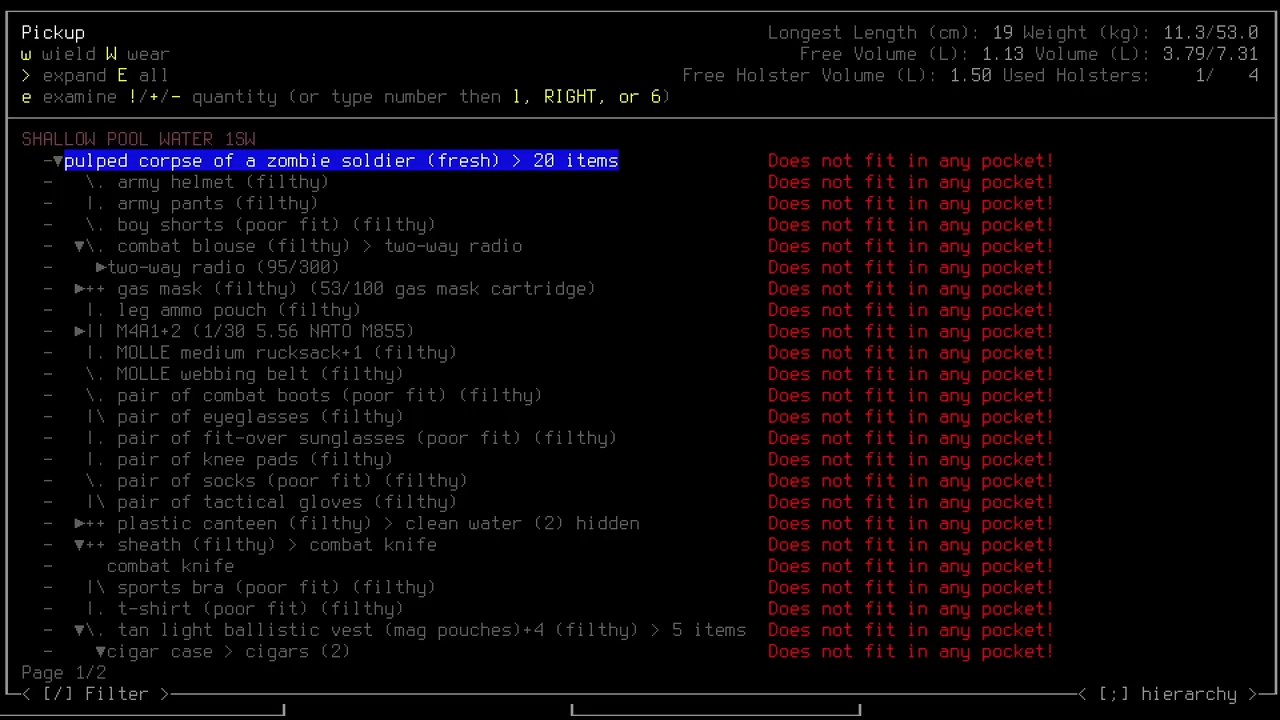 Pickup Longest Length (cm): 19 Weight (kg): 11.3/53.0
w wield W wear Free Volume (L): 1.13 Volume (L): 3.79/7.31
> expand E all Free Holster Volume (L): 1.50 Used Holsters: 1/ 4
e examine !/+/- quantity (or type number then l, RIGHT, or 6)
SHALLOW POOL WATER 1SW
-▼pulped corpse of a zombie soldier (fresh) > 20 items Does not fit in any pocket!
- \. army helmet (filthy) Does not fit in any pocket!
- |. army pants (filthy) Does not fit in any pocket!
- \. boy shorts (poor fit) (filthy) Does not fit in any pocket!
- ▼\. combat blouse (filthy) > two-way radio Does not fit in any pocket!
- ▶two-way radio (95/300) Does not fit in any pocket!
- ▶++ gas mask (filthy) (53/100 gas mask cartridge) Does not fit in any pocket!
- |. leg ammo pouch (filthy) Does not fit in any pocket!
- ▶|| M4A1+2 (1/30 5.56 NATO M855) Does not fit in any pocket!
- |. MOLLE medium rucksack+1 (filthy) Does not fit in any pocket!
- \. MOLLE webbing belt (filthy) Does not fit in any pocket!
- \. pair of combat boots (poor fit) (filthy) Does not fit in any pocket!
- |\ pair of eyeglasses (filthy) Does not fit in any pocket!
- |. pair of fit-over sunglasses (poor fit) (filthy) Does not fit in any pocket!
- |. pair of knee pads (filthy) Does not fit in any pocket!
- \. pair of socks (poor fit) (filthy) Does not fit in any pocket!
- |\ pair of tactical gloves (filthy) Does not fit in any pocket!
- ▶++ plastic canteen (filthy) > clean water (2) hidden Does not fit in any pocket!
- ▼++ sheath (filthy) > combat knife Does not fit in any pocket!
- combat knife Does not fit in any pocket!
- |\ sports bra (poor fit) (filthy) Does not fit in any pocket!
- |. t-shirt (poor fit) (filthy) Does not fit in any pocket!
- ▼\. tan light ballistic vest (mag pouches)+4 (filthy) > 5 items Does not fit in any pocket!
- ▼cigar case > cigars (2) Does not fit in any pocket!
Page 1/2
< [/] Filter > < [;] hierarchy >